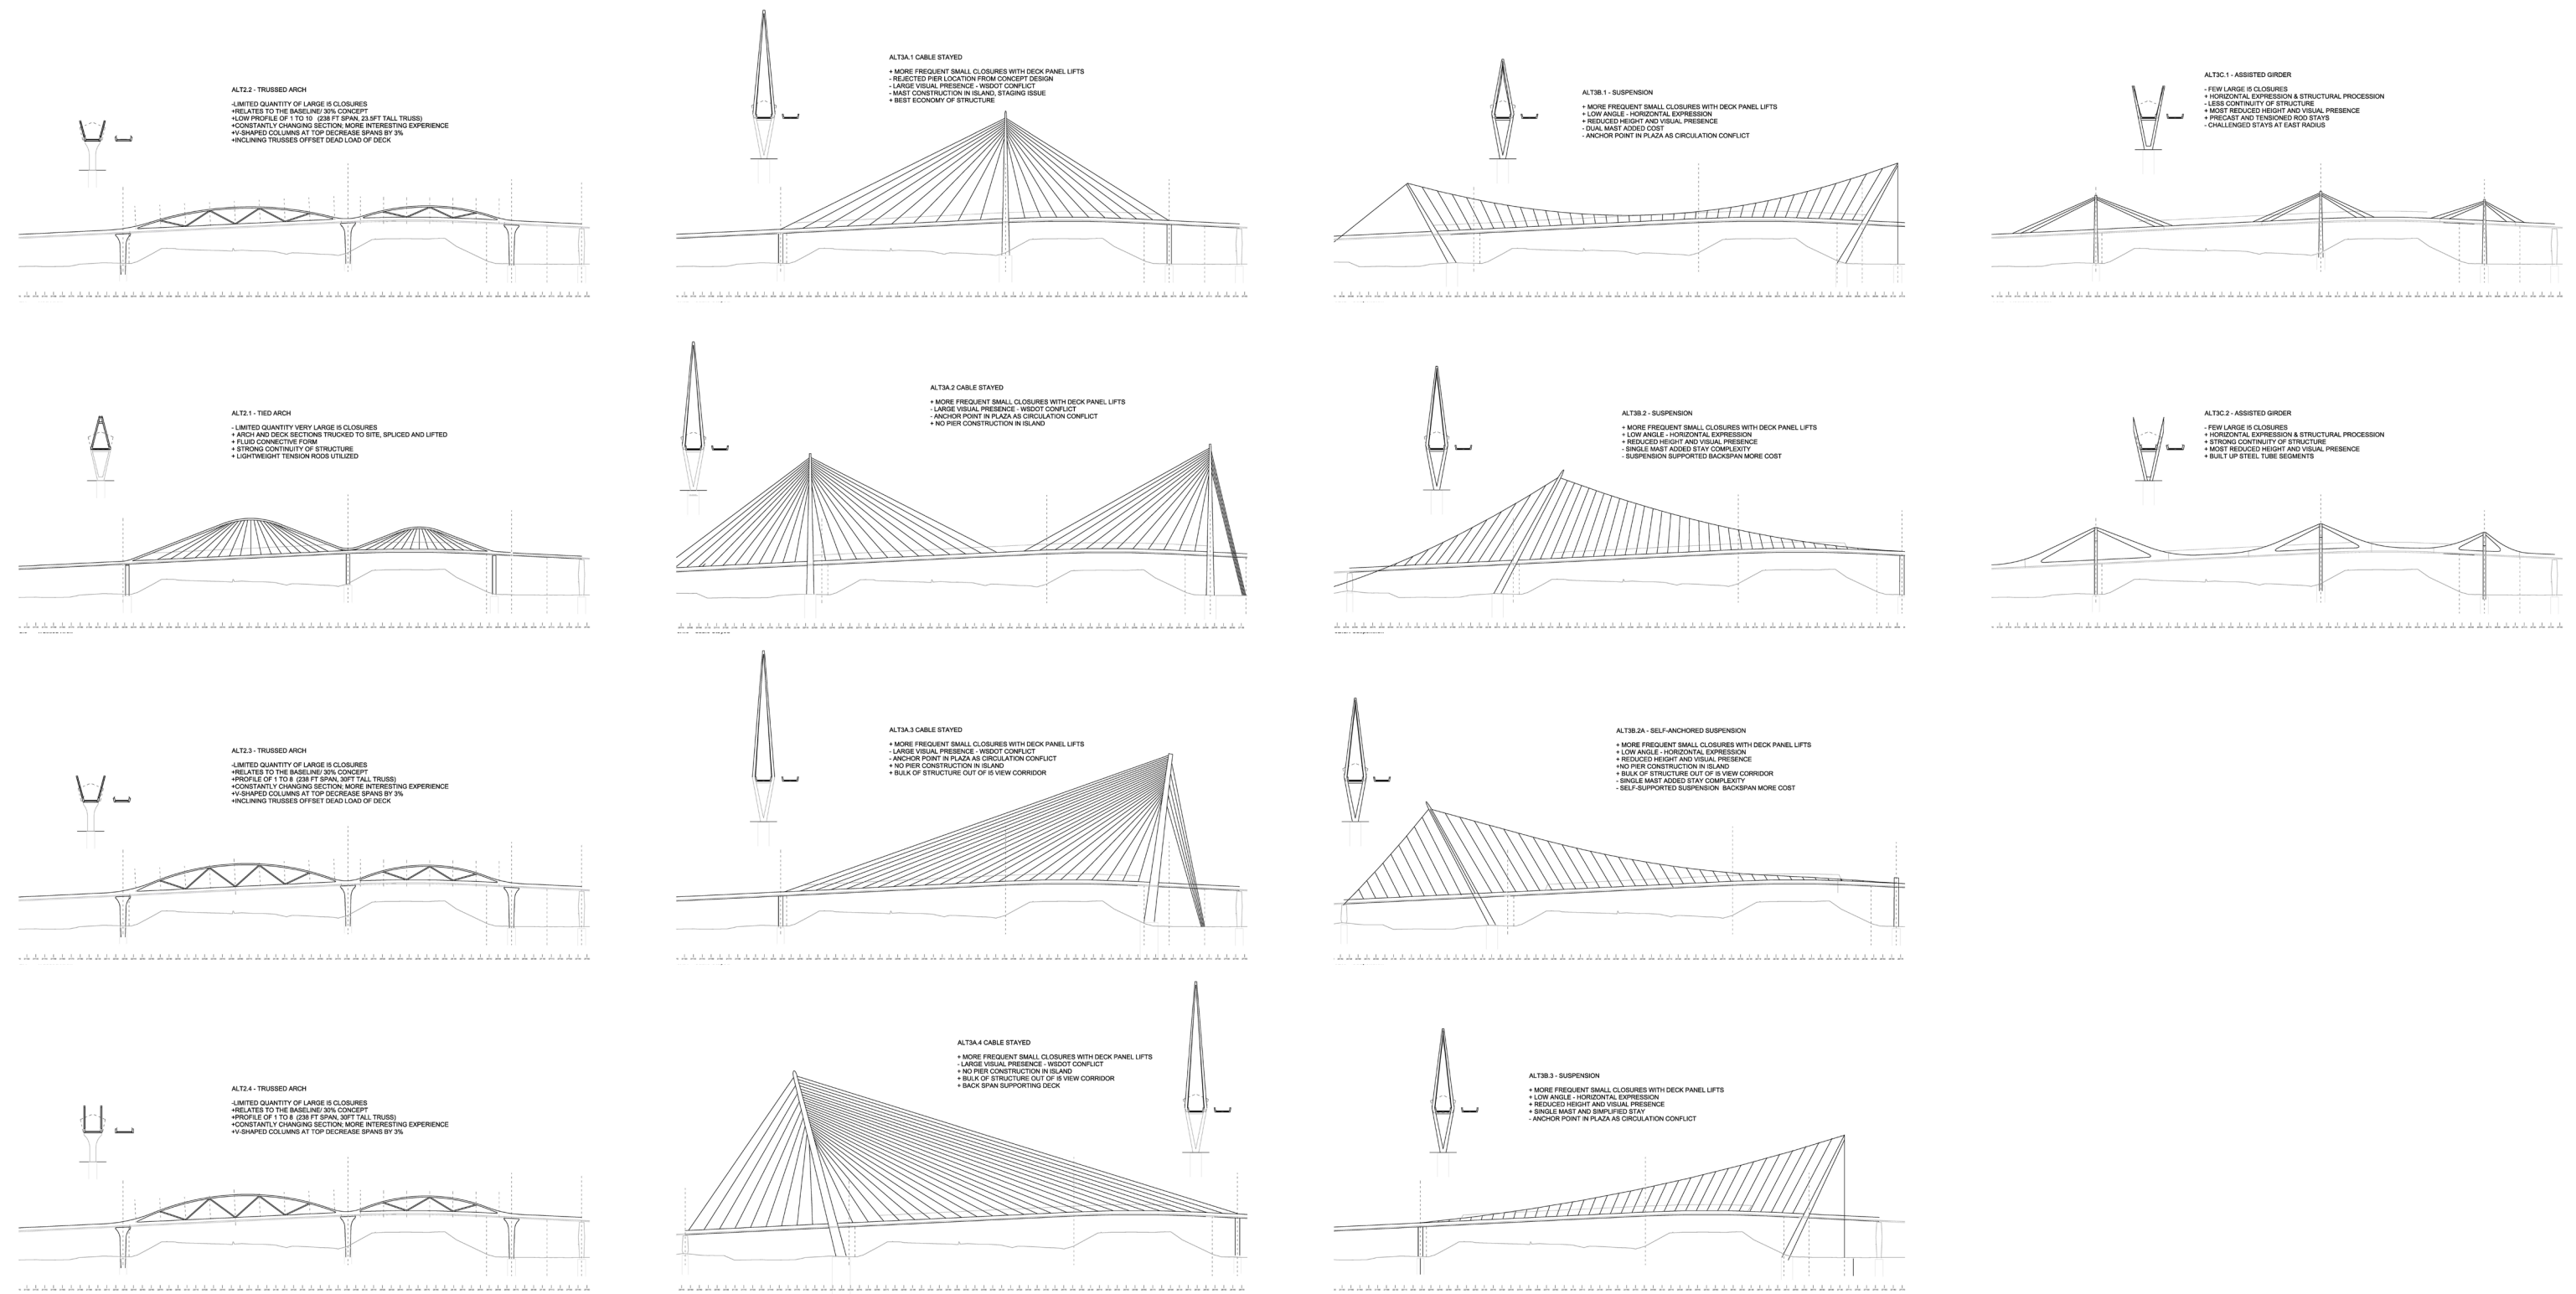 ALT2.2 - TRUSSED ARCH
-LIMITED QUANTITY OF LARGE I5 CLOSURES
+RELATES TO THE BASELINE/ 30% CONCEPT
+LOW PROFILE OF 1 TO 10 (238 FT SPAN, 23.5FT TALL TRUSS)
+CONSTANTLY CHANGING SECTION; MORE INTERESTING EXPERIENCE
+V-SHAPED COLUMNS AT TOP DECREASE SPANS BY 3%
+INCLINING TRUSSES OFFSET DEAD LOAD OF DECK
ALT3A.1 CABLE STAYED
+ MORE FREQUENT SMALL CLOSURES WITH DECK PANEL LIFTS
- REJECTED PIER LOCATION FROM CONCEPT DESIGN
- LARGE VISUAL PRESENCE - WSDOT CONFLICT
- MAST CONSTRUCTION IN ISLAND, STAGING ISSUE
+ BEST ECONOMY OF STRUCTURE
ALT3B.1 - SUSPENSION
+ MORE FREQUENT SMALL CLOSURES WITH DECK PANEL LIFTS
+ LOW ANGLE - HORIZONTAL EXPRESSION
+ REDUCED HEIGHT AND VISUAL PRESENCE
- DUAL MAST ADDED COST
- ANCHOR POINT IN PLAZA AS CIRCULATION CONFLICT
ALT3C.1 - ASSISTED GIRDER
- FEW LARGE I5 CLOSURES
+ HORIZONTAL EXPRESSION & STRUCTURAL PROCESSION
- LESS CONTINUITY OF STRUCTURE
+ MOST REDUCED HEIGHT AND VISUAL PRESENCE
+ PRECAST AND TENSIONED ROD STAYS
- CHALLENGED STAYS AT EAST RADIUS
ALT2.1 - TIED ARCH
- LIMITED QUANTITY VERY LARGE I5 CLOSURES
+ ARCH AND DECK SECTIONS TRUCKED TO SITE, SPLICED AND LIFTED
+ FLUID CONNECTIVE FORM
+ STRONG CONTINUITY OF STRUCTURE
+ LIGHTWEIGHT TENSION RODS UTILIZED
ALT3A.2 CABLE STAYED
+ MORE FREQUENT SMALL CLOSURES WITH DECK PANEL LIFTS
- LARGE VISUAL PRESENCE - WSDOT CONFLICT
- ANCHOR POINT IN PLAZA AS CIRCULATION CONFLICT
+ NO PIER CONSTRUCTION IN ISLAND
ALT3B.2 - SUSPENSION
+ MORE FREQUENT SMALL CLOSURES WITH DECK PANEL LIFTS
+ LOW ANGLE - HORIZONTAL EXPRESSION
+ REDUCED HEIGHT AND VISUAL PRESENCE
- SINGLE MAST ADDED STAY COMPLEXITY
- SUSPENSION SUPPORTED BACKSPAN MORE COST
ALT3C.2 - ASSISTED GIRDER
- FEW LARGE I5 CLOSURES
+ HORIZONTAL EXPRESSION & STRUCTURAL PROCESSION
+ STRONG CONTINUITY OF STRUCTURE
+ MOST REDUCED HEIGHT AND VISUAL PRESENCE
+ BUILT UP STEEL TUBE SEGMENTS
ALT2.3 - TRUSSED ARCH
-LIMITED QUANTITY OF LARGE I5 CLOSURES
+RELATES TO THE BASELINE/ 30% CONCEPT
+PROFILE OF 1 TO 8 (238 FT SPAN, 30FT TALL TRUSS)
+CONSTANTLY CHANGING SECTION; MORE INTERESTING EXPERIENCE
+V-SHAPED COLUMNS AT TOP DECREASE SPANS BY 3%
+INCLINING TRUSSES OFFSET DEAD LOAD OF DECK
ALT3A.3 CABLE STAYED
+ MORE FREQUENT SMALL CLOSURES WITH DECK PANEL LIFTS
- LARGE VISUAL PRESENCE - WSDOT CONFLICT
- ANCHOR POINT IN PLAZA AS CIRCULATION CONFLICT
+ NO PIER CONSTRUCTION IN ISLAND
+ BULK OF STRUCTURE OUT OF I5 VIEW CORRIDOR
ALT3B.2A - SELF-ANCHORED SUSPENSION
+ MORE FREQUENT SMALL CLOSURES WITH DECK PANEL LIFTS
+ LOW ANGLE - HORIZONTAL EXPRESSION
+ REDUCED HEIGHT AND VISUAL PRESENCE
+NO PIER CONSTRUCTION IN ISLAND
+ BULK OF STRUCTURE OUT OF I5 VIEW CORRIDOR
- SINGLE MAST ADDED STAY COMPLEXITY
- SELF-SUPPORTED SUSPENSION BACKSPAN MORE COST
ALT2.4 - TRUSSED ARCH
-LIMITED QUANTITY OF LARGE I5 CLOSURES
+RELATES TO THE BASELINE/ 30% CONCEPT
+PROFILE OF 1 TO 8 (238 FT SPAN, 30FT TALL TRUSS)
+CONSTANTLY CHANGING SECTION; MORE INTERESTING EXPERIENCE
+V-SHAPED COLUMNS AT TOP DECREASE SPANS BY 3%
ALT3A.4 CABLE STAYED
+ MORE FREQUENT SMALL CLOSURES WITH DECK PANEL LIFTS
- LARGE VISUAL PRESENCE - WSDOT CONFLICT
+ NO PIER CONSTRUCTION IN ISLAND
+ BULK OF STRUCTURE OUT OF I5 VIEW CORRIDOR
+ BACK SPAN SUPPORTING DECK
ALT3B.3 - SUSPENSION
+ MORE FREQUENT SMALL CLOSURES WITH DECK PANEL LIFTS
+ LOW ANGLE - HORIZONTAL EXPRESSION
+ REDUCED HEIGHT AND VISUAL PRESENCE
+ SINGLE MAST AND SIMPLIFIED STAY
- ANCHOR POINT IN PLAZA AS CIRCULATION CONFLICT